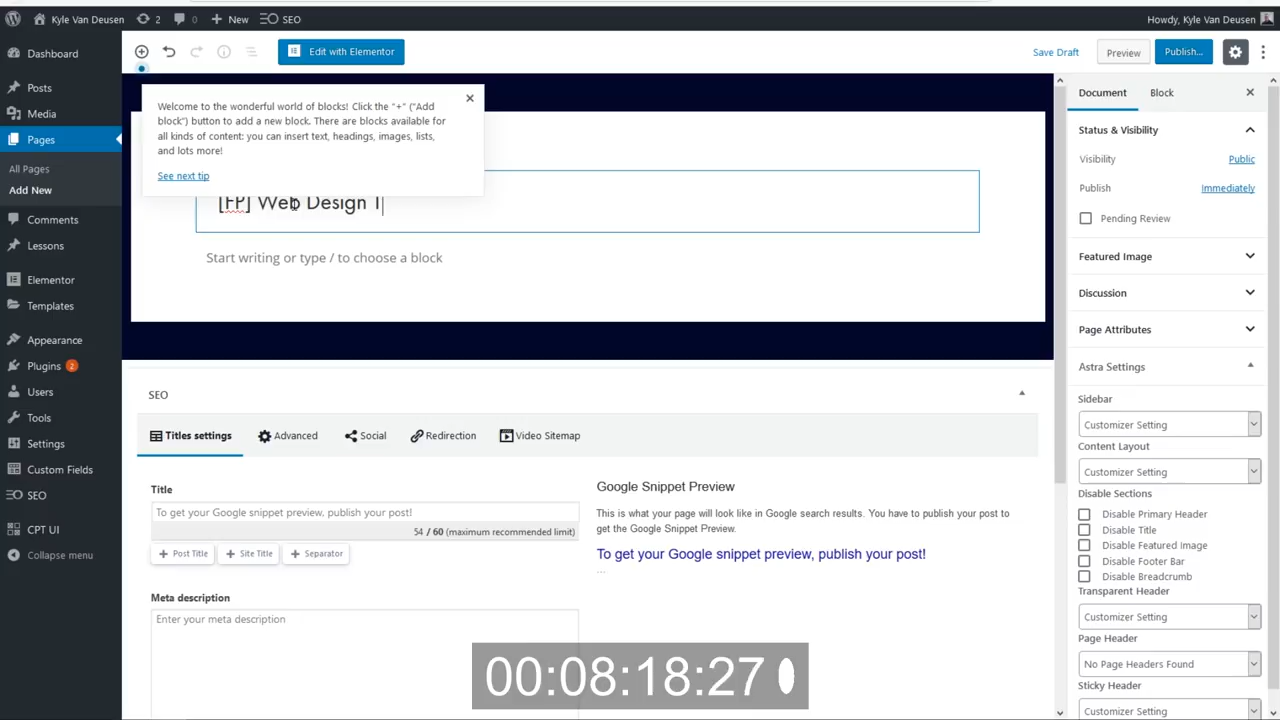 Kyle Van Deusen 2 0 + New SEO Howdy, Kyle Van Deusen
Dashboard
Posts
Media
Pages
All Pages
Add New
Comments
Lessons
Elementor
Templates
Appearance
Plugins 2
Users
Tools
Settings
Custom Fields
SEO
CPT UI
Collapse menu
Edit with Elementor
Save Draft
Preview
Publish...
Welcome to the wonderful world of blocks! Click the “+” (“Add
block”) button to add a new block. There are blocks available for
all kinds of content: you can insert text, headings, images, lists,
and lots more!
See next tip
[FP] Web Design T
Start writing or type / to choose a block
SEO
Titles settings
Advanced
Social
Redirection
Video Sitemap
Title
To get your Google snippet preview, publish your post!
54 / 60 (maximum recommended limit)
+ Post Title
+ Site Title
+ Separator
Meta description
Enter your meta description
Google Snippet Preview
This is what your page will look like in Google search results. You have to publish your post to
get the Google Snippet Preview.
To get your Google snippet preview, publish your post!
...
Document
Block
Status & Visibility
Visibility Public
Publish Immediately
Pending Review
Featured Image
Discussion
Page Attributes
Astra Settings
Sidebar
Customizer Setting
Content Layout
Customizer Setting
Disable Sections
Disable Primary Header
Disable Title
Disable Featured Image
Disable Footer Bar
Disable Breadcrumb
Transparent Header
Customizer Setting
Page Header
No Page Headers Found
Sticky Header
Customizer Setting
00:08:18:27